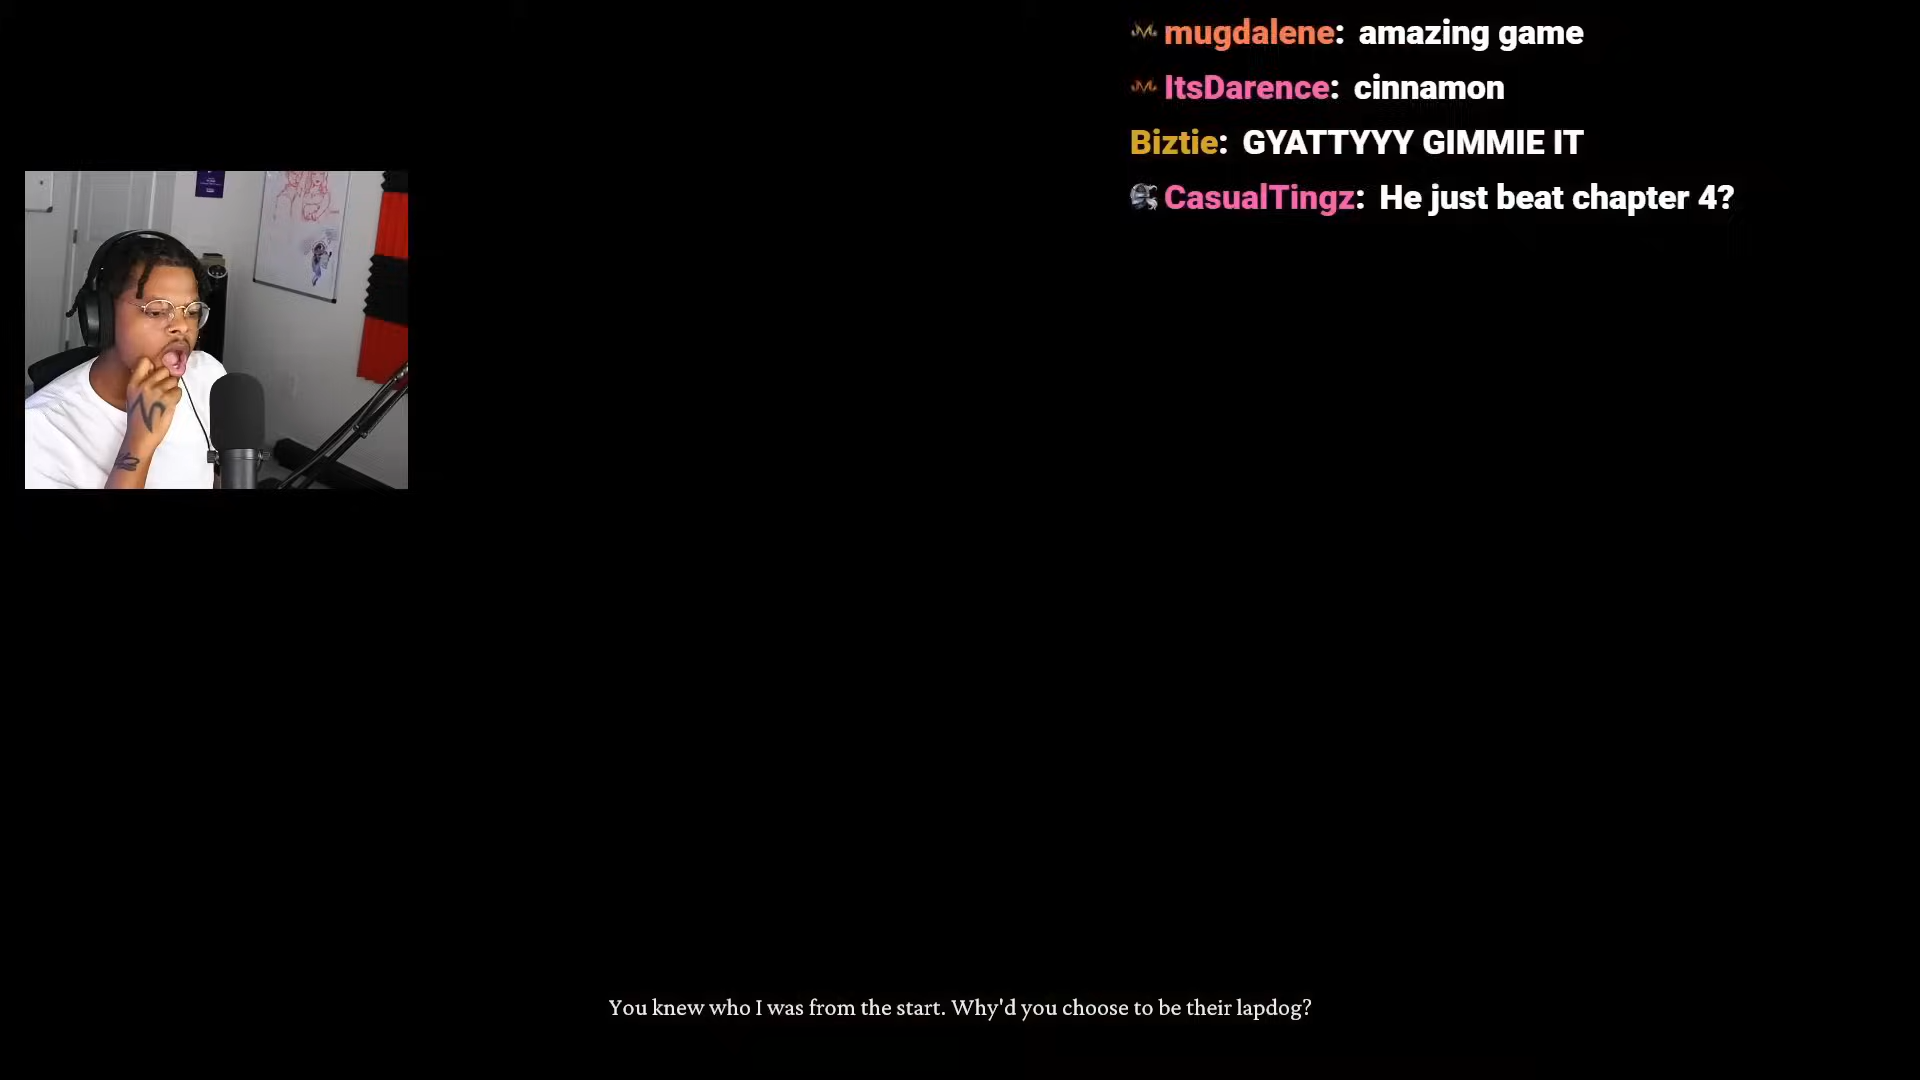 mugdalene: amazing game
ItsDarence: cinnamon
Biztie: GYATTYYY GIMMIE IT
CasualTingz: He just beat chapter 4?
You knew who I was from the start. Why'd you choose to be their lapdog?